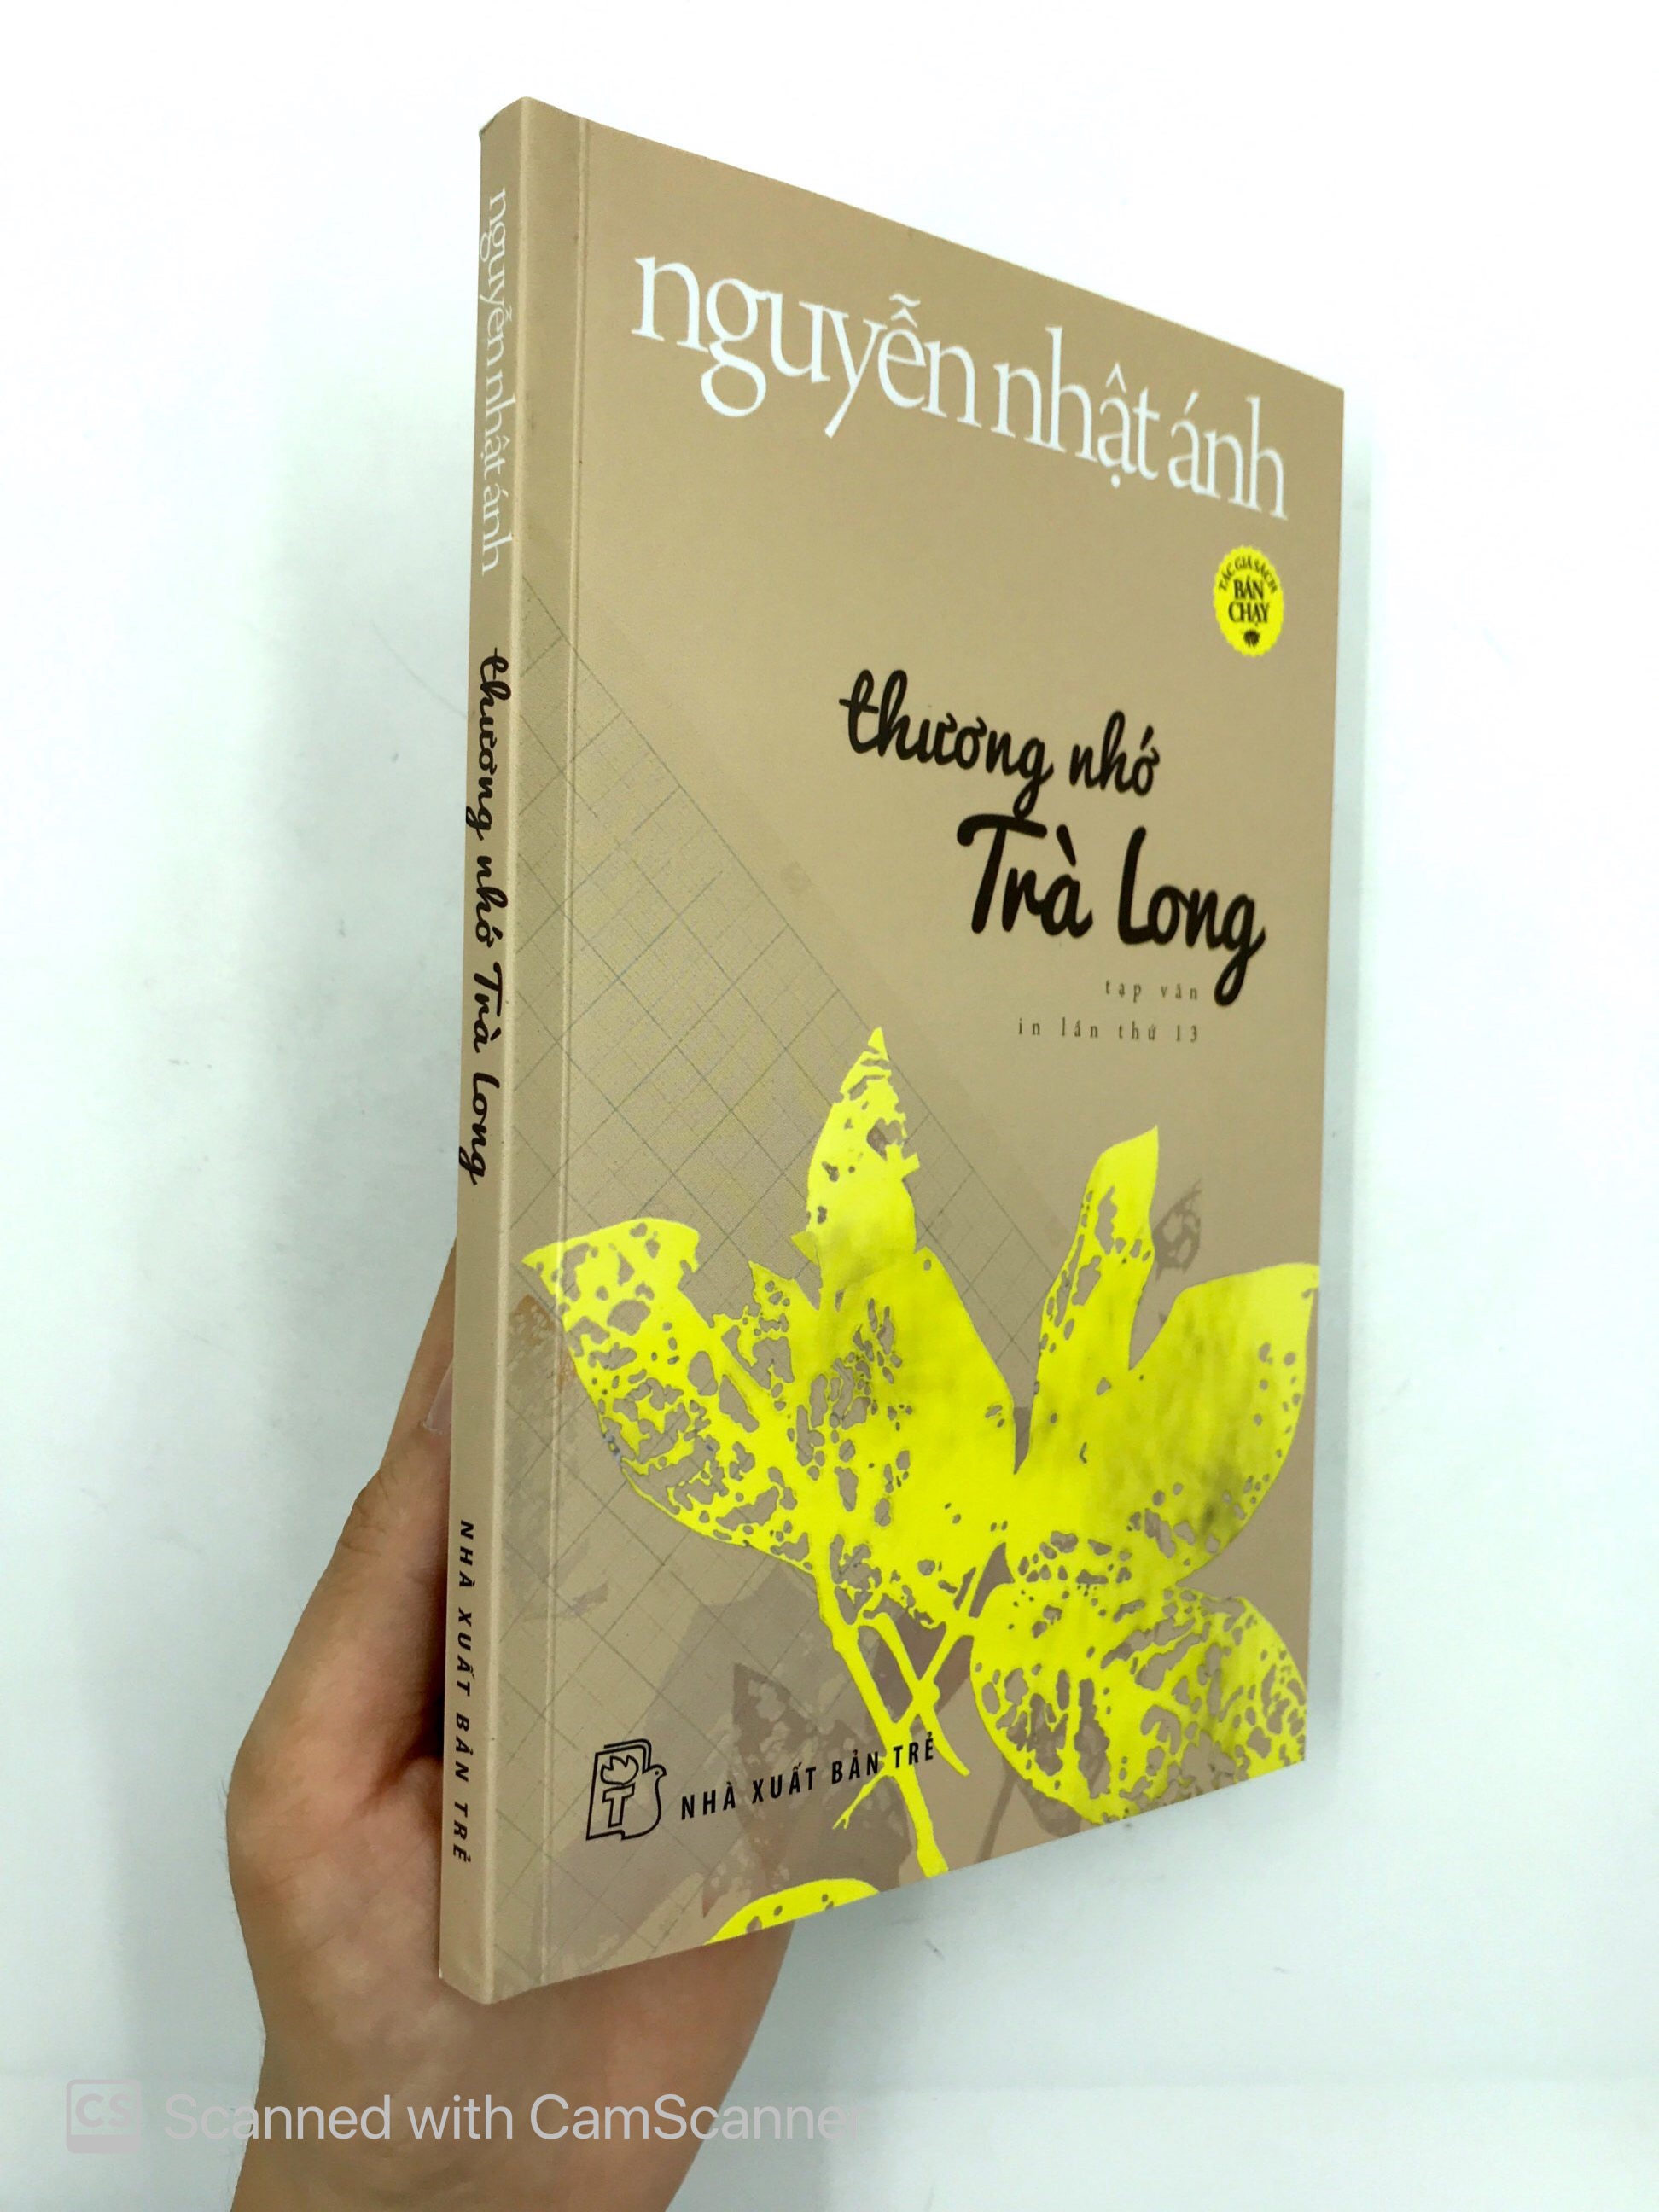 nguyễn nhật ánh
TÁC GIẢ SÁCH
BÁN
CHẠY
thương nhớ
Trà Long
tạp văn
in lần thứ 13
NHÀ XUẤT BẢN TRẺ
nguyễn nhật ánh
thương nhớ Trà Long
NHÀ XUẤT BẢN TRẺ
CS Scanned with CamScanner